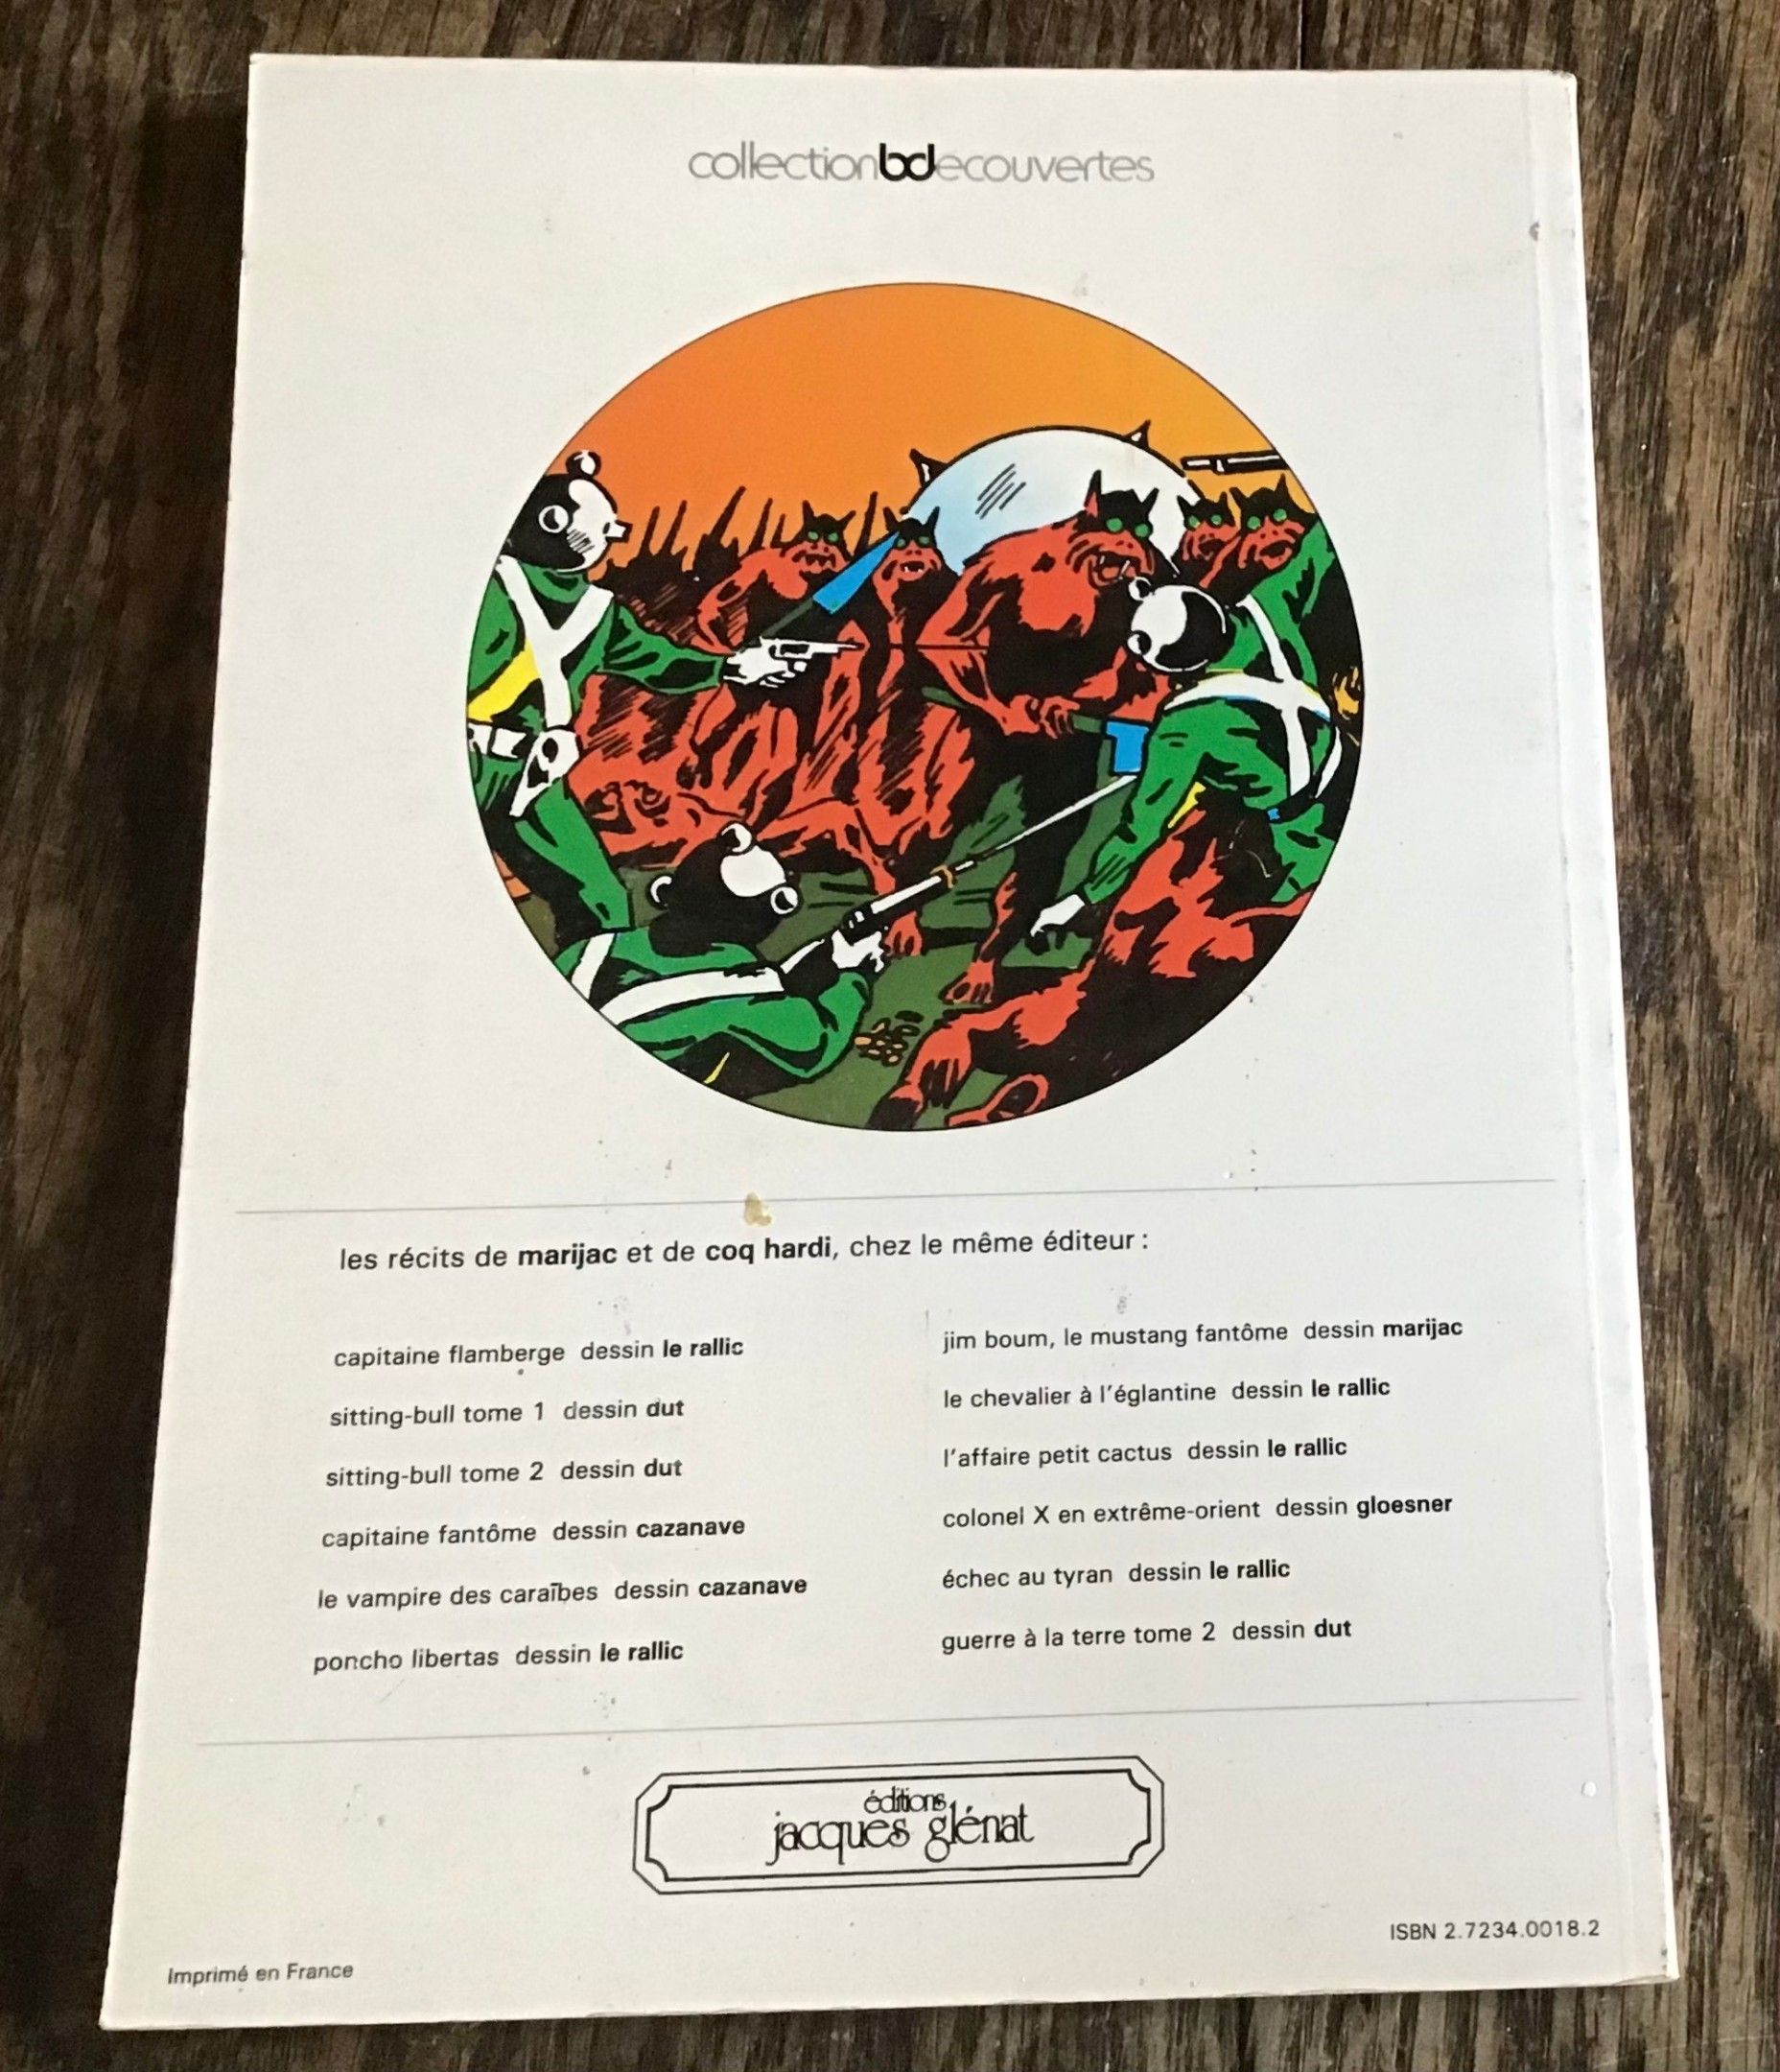 collectionbdecouvertes
les récits de marijac et de coq hardi, chez le même éditeur :
capitaine flamberge dessin le rallic
sitting-bull tome 1 dessin dut
sitting-bull tome 2 dessin dut
capitaine fantôme dessin cazanave
le vampire des caraïbes dessin cazanave
poncho libertas dessin le rallic
jim boum, le mustang fantôme dessin marijac
le chevalier à l'églantine dessin le rallic
l'affaire petit cactus dessin le rallic
colonel X en extrême-orient dessin gloesner
échec au tyran dessin le rallic
guerre à la terre tome 2 dessin dut
éditions
jacques glénat
ISBN 2.7234.0018.2
Imprimé en France